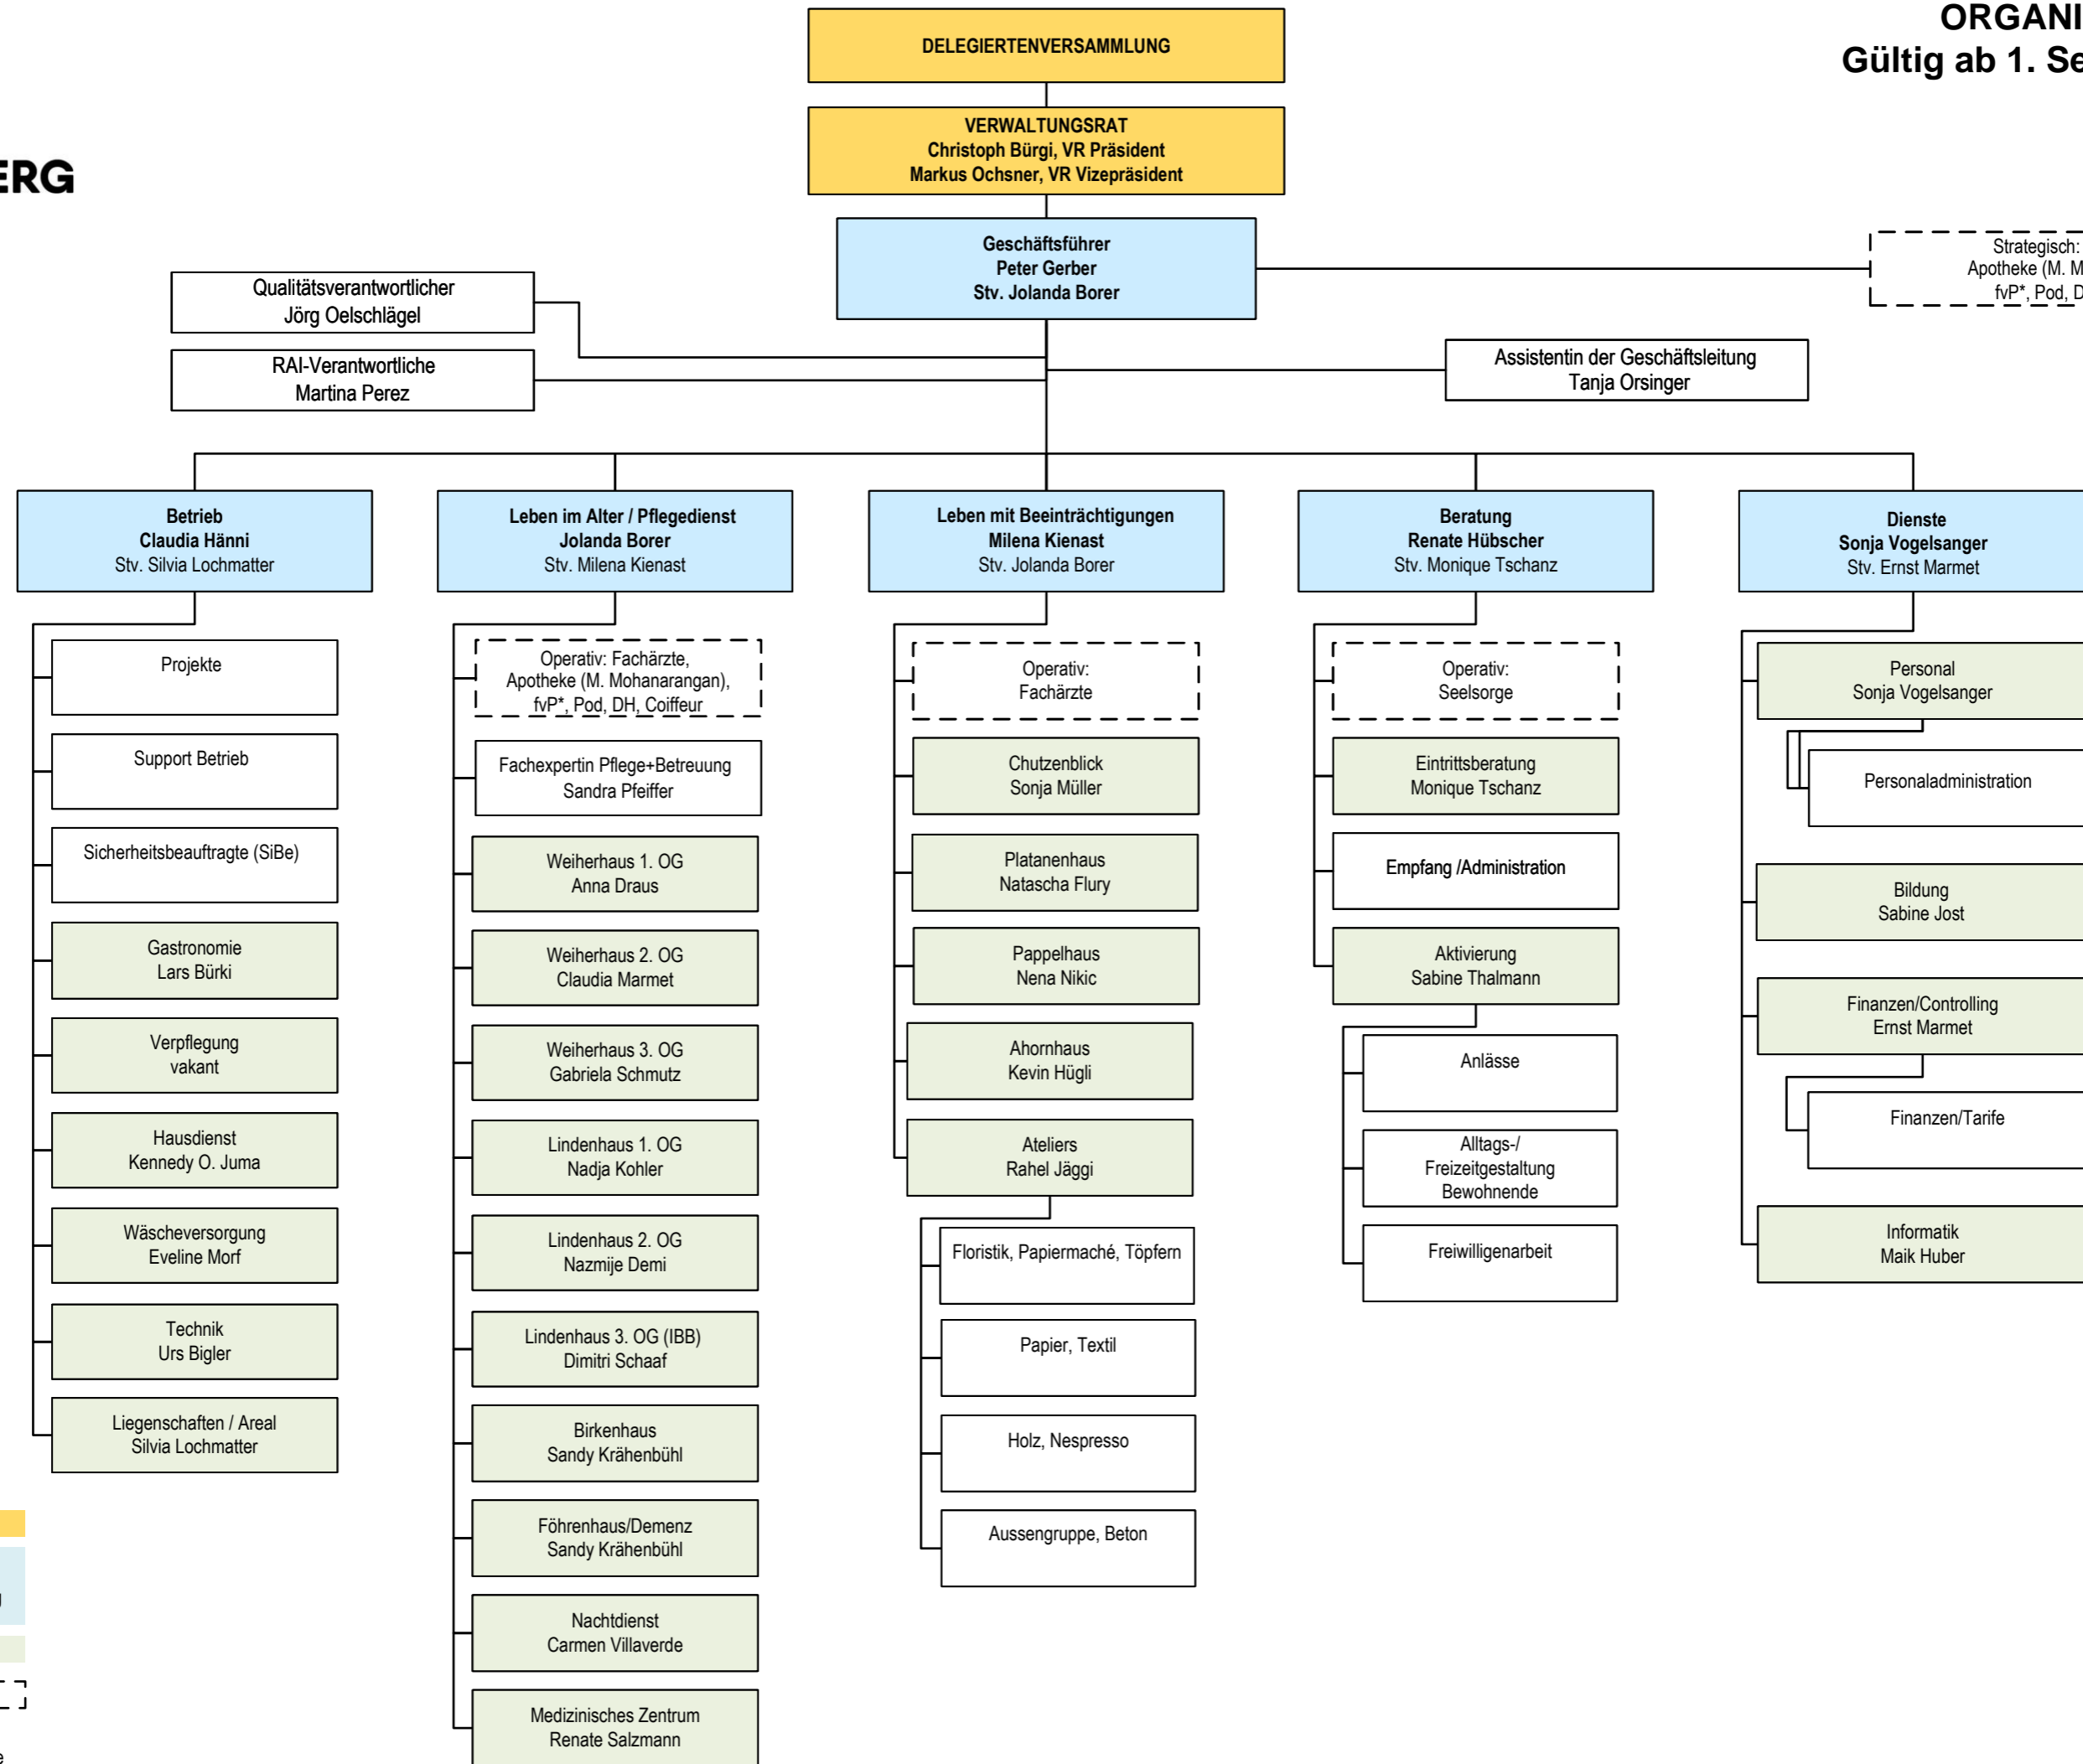 ORGANI
Gültig ab 1. Se
ERG
DELEGIERTENVERSAMMLUNG
VERWALTUNGSRAT
Christoph Bürgi, VR Präsident
Markus Ochsner, VR Vizepräsident
Geschäftsführer
Peter Gerber
Stv. Jolanda Borer
Strategisch:
Apotheke (M. M
fvP*, Pod, D
Qualitätsverantwortlicher
Jörg Oelschlägel
RAI-Verantwortliche
Martina Perez
Assistentin der Geschäftsleitung
Tanja Orsinger
Betrieb
Claudia Hänni
Stv. Silvia Lochmatter
Projekte
Support Betrieb
Sicherheitsbeauftragte (SiBe)
Gastronomie
Lars Bürki
Verpflegung
vakant
Hausdienst
Kennedy O. Juma
Wäscheversorgung
Eveline Morf
Technik
Urs Bigler
Liegenschaften / Areal
Silvia Lochmatter
Leben im Alter / Pflegedienst
Jolanda Borer
Stv. Milena Kienast
Operativ: Fachärzte,
Apotheke (M. Mohanarangan),
fvP*, Pod, DH, Coiffeur
Fachexpertin Pflege+Betreuung
Sandra Pfeiffer
Weiherhaus 1. OG
Anna Draus
Weiherhaus 2. OG
Claudia Marmet
Weiherhaus 3. OG
Gabriela Schmutz
Lindenhaus 1. OG
Nadja Kohler
Lindenhaus 2. OG
Nazmije Demi
Lindenhaus 3. OG (IBB)
Dimitri Schaaf
Birkenhaus
Sandy Krähenbühl
Föhrenhaus/Demenz
Sandy Krähenbühl
Nachtdienst
Carmen Villaverde
Medizinisches Zentrum
Renate Salzmann
Leben mit Beeinträchtigungen
Milena Kienast
Stv. Jolanda Borer
Operativ:
Fachärzte
Chutzenblick
Sonja Müller
Platanenhaus
Natascha Flury
Pappelhaus
Nena Nikic
Ahornhaus
Kevin Hügli
Ateliers
Rahel Jäggi
Floristik, Papiermaché, Töpfern
Papier, Textil
Holz, Nespresso
Aussengruppe, Beton
Beratung
Renate Hübscher
Stv. Monique Tschanz
Operativ:
Seelsorge
Eintrittsberatung
Monique Tschanz
Empfang /Administration
Aktivierung
Sabine Thalmann
Anlässe
Alltags-/
Freizeitgestaltung
Bewohnende
Freiwilligenarbeit
Dienste
Sonja Vogelsanger
Stv. Ernst Marmet
Personal
Sonja Vogelsanger
Personaladministration
Bildung
Sabine Jost
Finanzen/Controlling
Ernst Marmet
Finanzen/Tarife
Informatik
Maik Huber
e